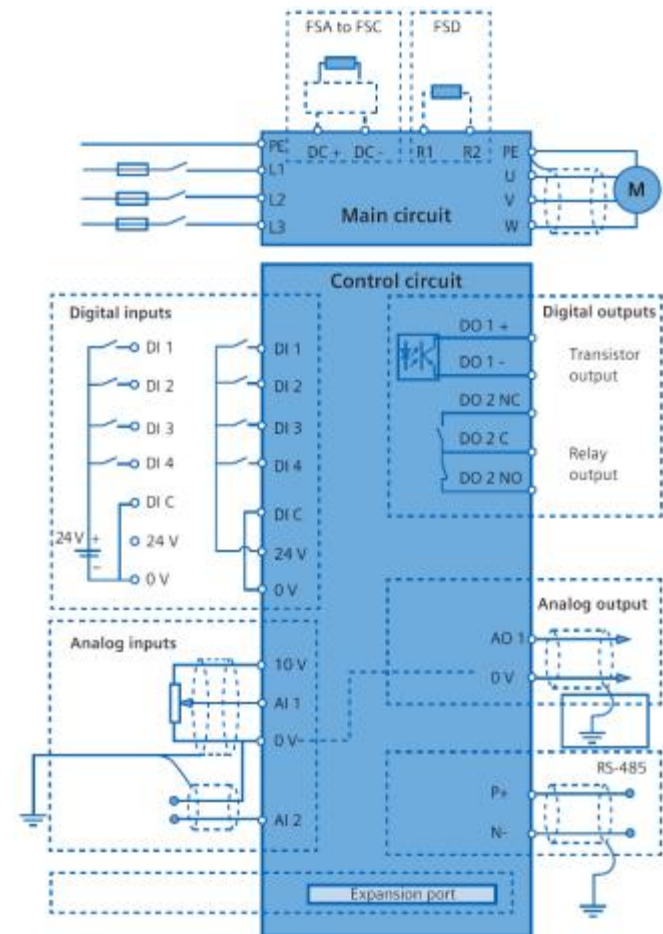 FSA to FSC
FSD
PE
DC +
DC -
R1
R2
PE
L1
U
L2
V
M
L3
W
Main circuit
Control circuit
Digital inputs
DI 1
DI 2
DI 3
DI 4
DI C
24 V
+
24 V
−
0 V
DI 1
DI 2
DI 3
DI 4
DI C
24 V
0 V
Digital outputs
DO 1 +
DO 1 -
Transistor
output
DO 2 NC
DO 2 C
DO 2 NO
Relay
output
Analog inputs
10 V
AI 1
0 V
AI 2
Analog output
AO 1
0 V
RS-485
P+
N-
Expansion port